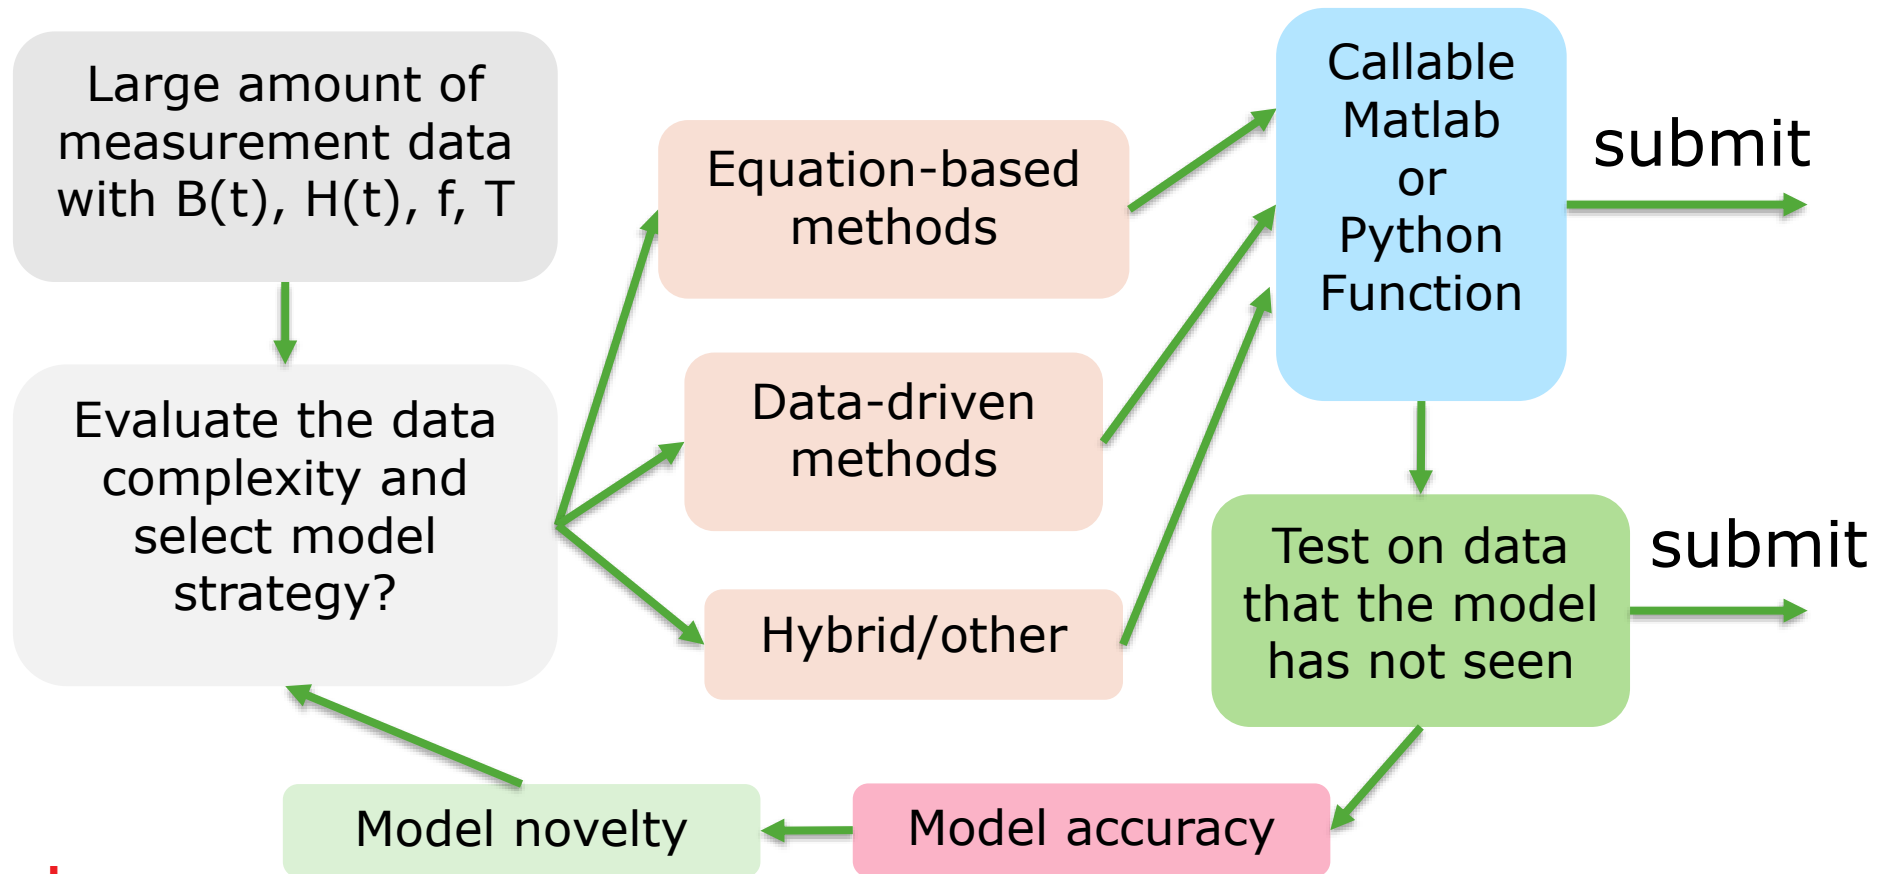 Large amount of
measurement data
with B(t), H(t), f, T
Evaluate the data
complexity and
select model
strategy?
Equation-based
methods
Data-driven
methods
Hybrid/other
Callable
Matlab
or
Python
Function
submit
Test on data
that the model
has not seen
submit
Model accuracy
Model novelty